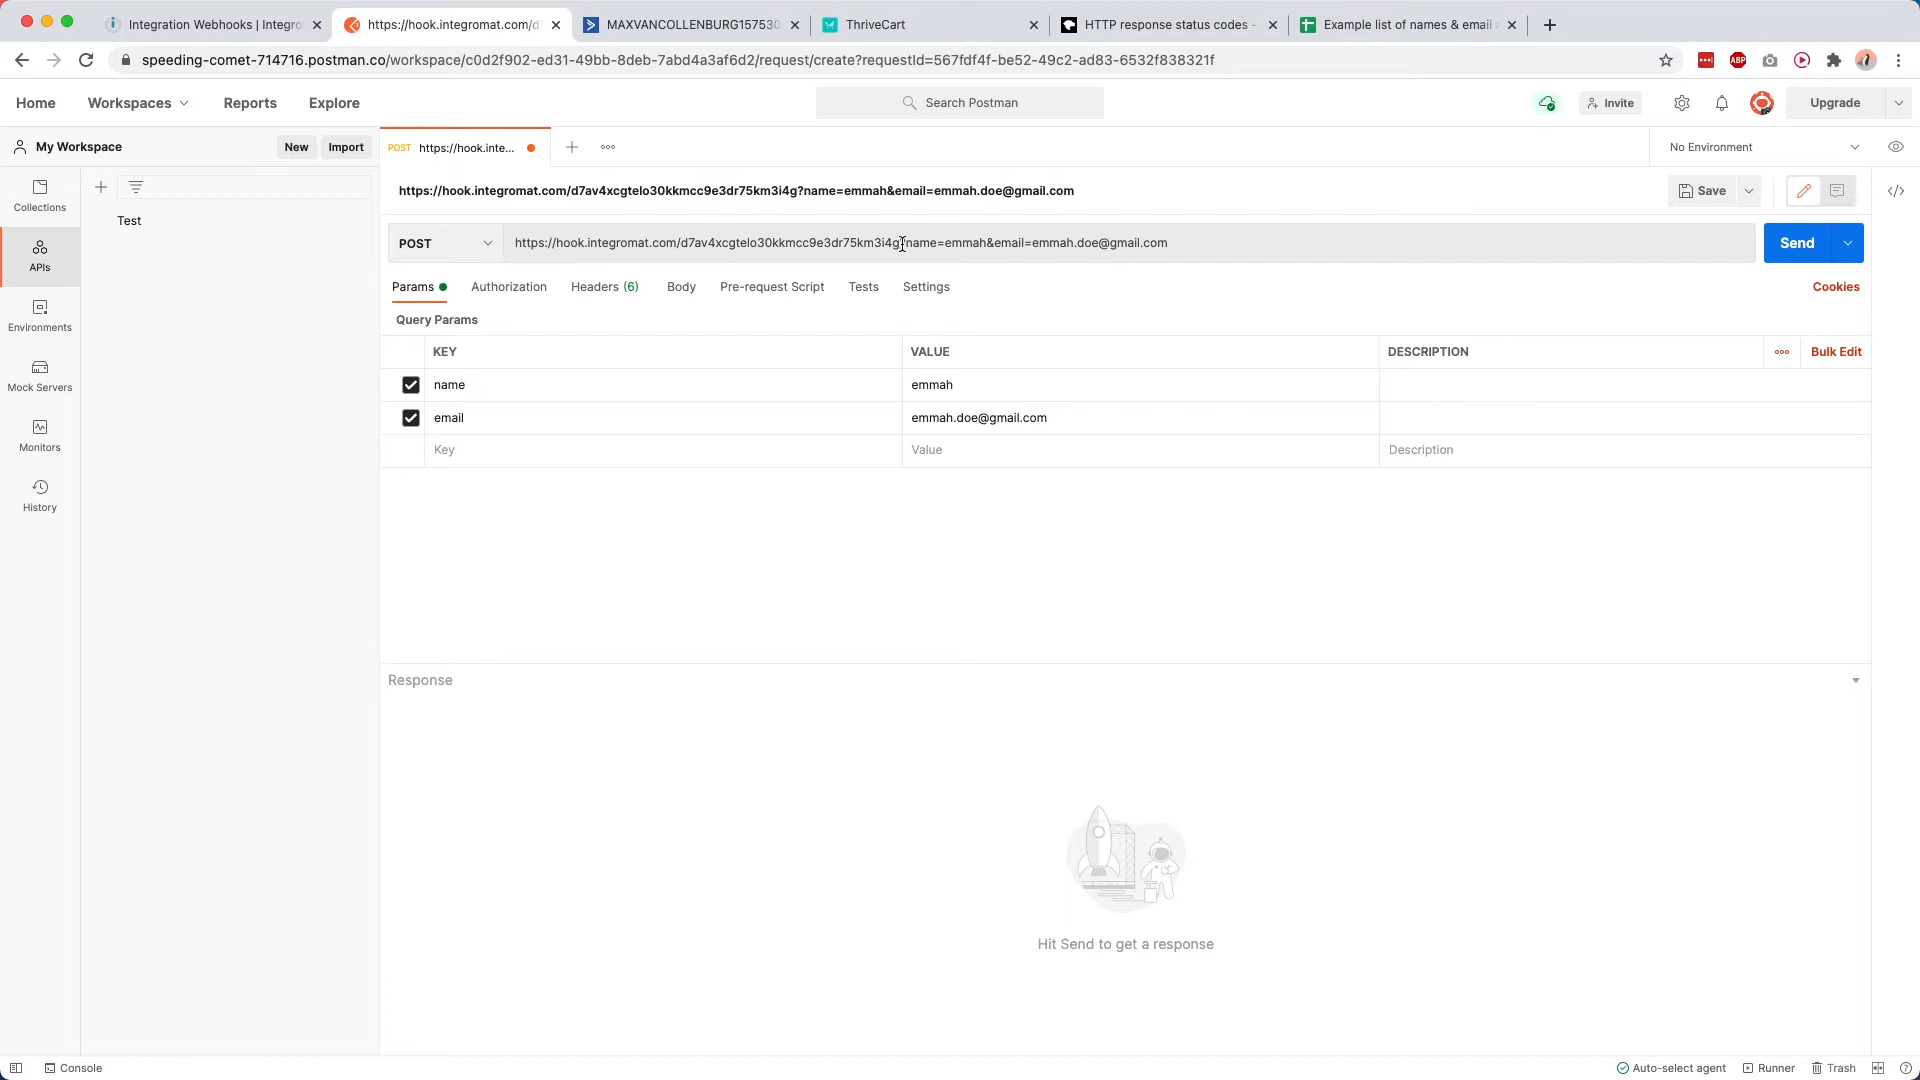 Integration Webhooks | Integro
https://hook.integromat.com/d
MAXVANCOLLENBURG157530
ThriveCart
HTTP response status codes -
Example list of names & email a
speeding-comet-714716.postman.co/workspace/c0d2f902-ed31-49bb-8deb-7abd4a3af6d2/request/create?requestId=567fdf4f-be52-49c2-ad83-6532f838321f
ABP
Home
Workspaces
Reports
Explore
Search Postman
Invite
Upgrade
My Workspace
New
Import
POST https://hook.inte...
No Environment
Collections
Test
https://hook.integromat.com/d7av4xcgtelo30kkmcc9e3dr75km3i4g?name=emmah&email=emmah.doe@gmail.com
Save
POST
https://hook.integromat.com/d7av4xcgtelo30kkmcc9e3dr75km3i4g?name=emmah&email=emmah.doe@gmail.com
Send
APIs
Params
Authorization
Headers (6)
Body
Pre-request Script
Tests
Settings
Cookies
Query Params
Environments
KEY
VALUE
DESCRIPTION
Bulk Edit
name
emmah
Mock Servers
email
emmah.doe@gmail.com
Monitors
Key
Value
Description
History
Response
Hit Send to get a response
Console
Auto-select agent
Runner
Trash